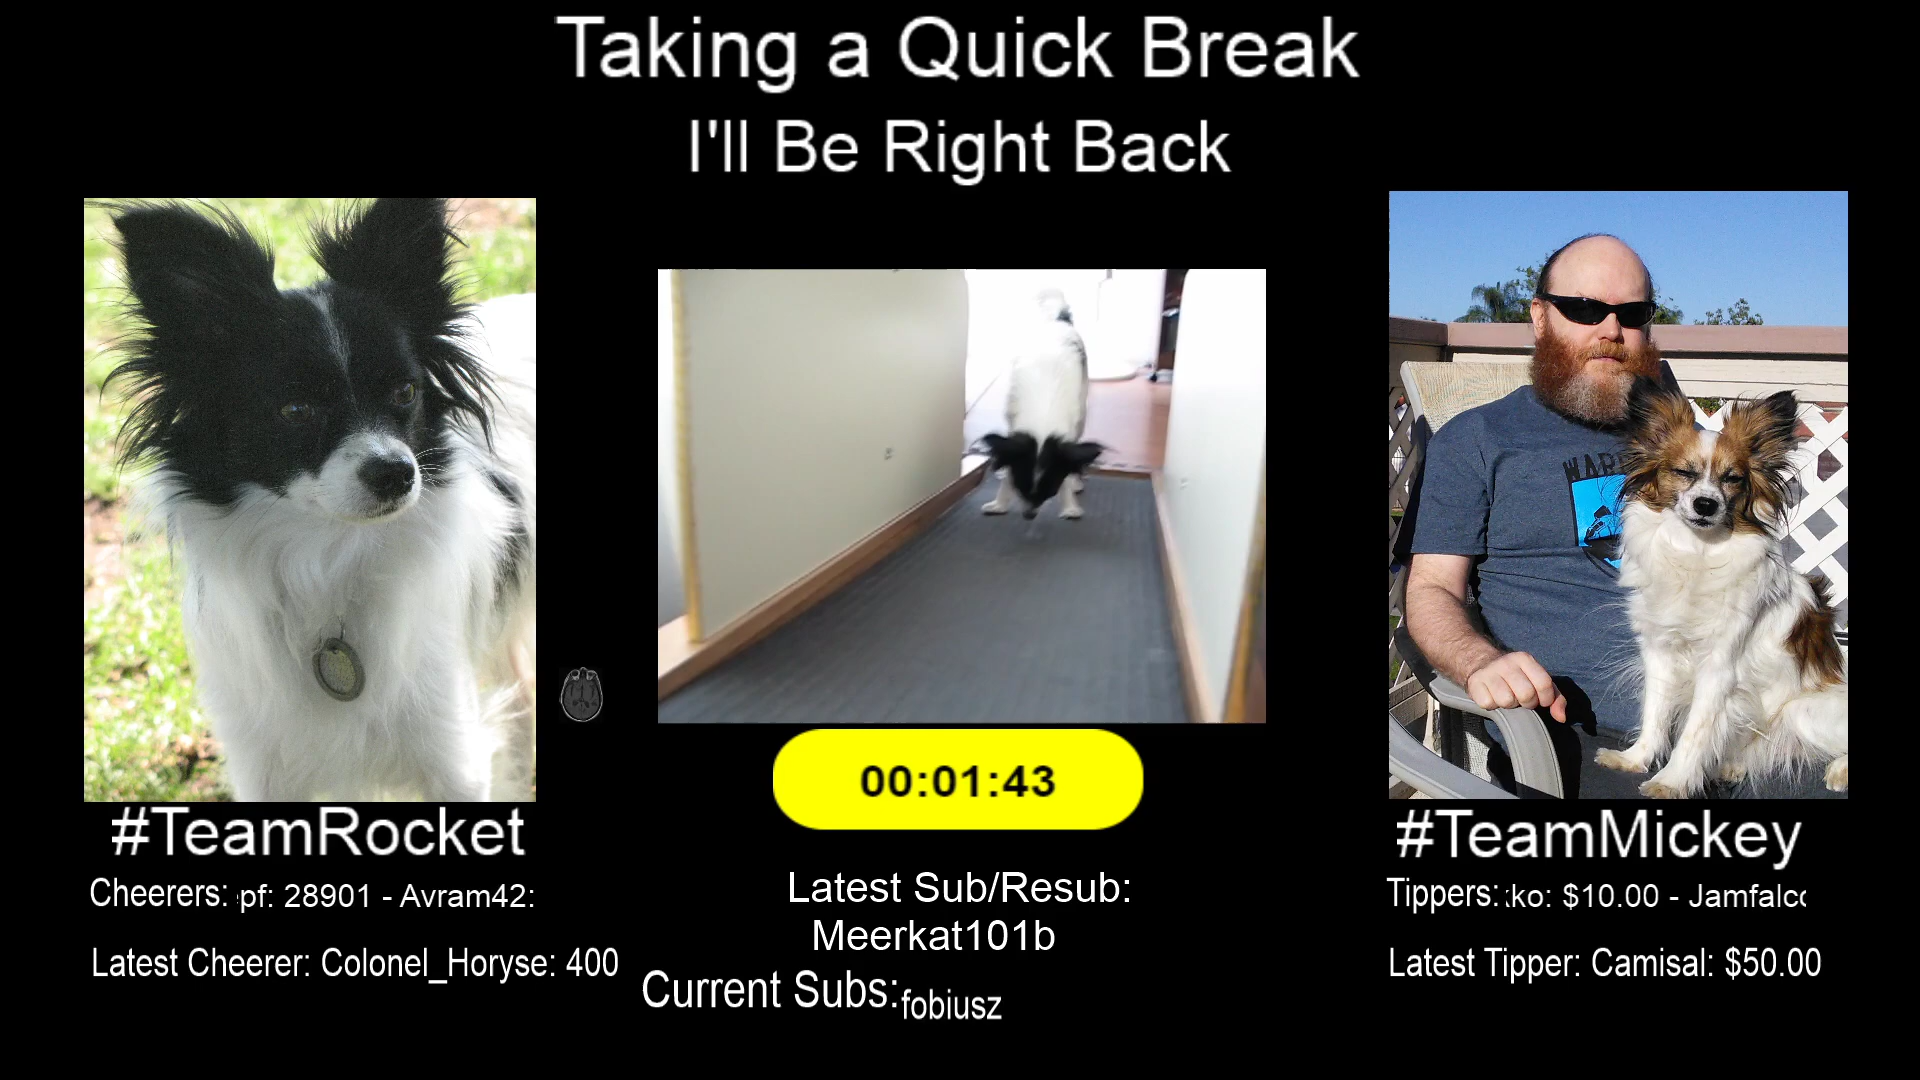 Taking a Quick Break
I'll Be Right Back
00:01:43
#TeamRocket
Cheerers: pf: 28901 - Avram42:
Latest Cheerer: Colonel_Horyse: 400
Latest Sub/Resub:
Meerkat101b
Current Subs: fobiusz
#TeamMickey
Tippers: ko: $10.00 - Jamfalco
Latest Tipper: Camisal: $50.00